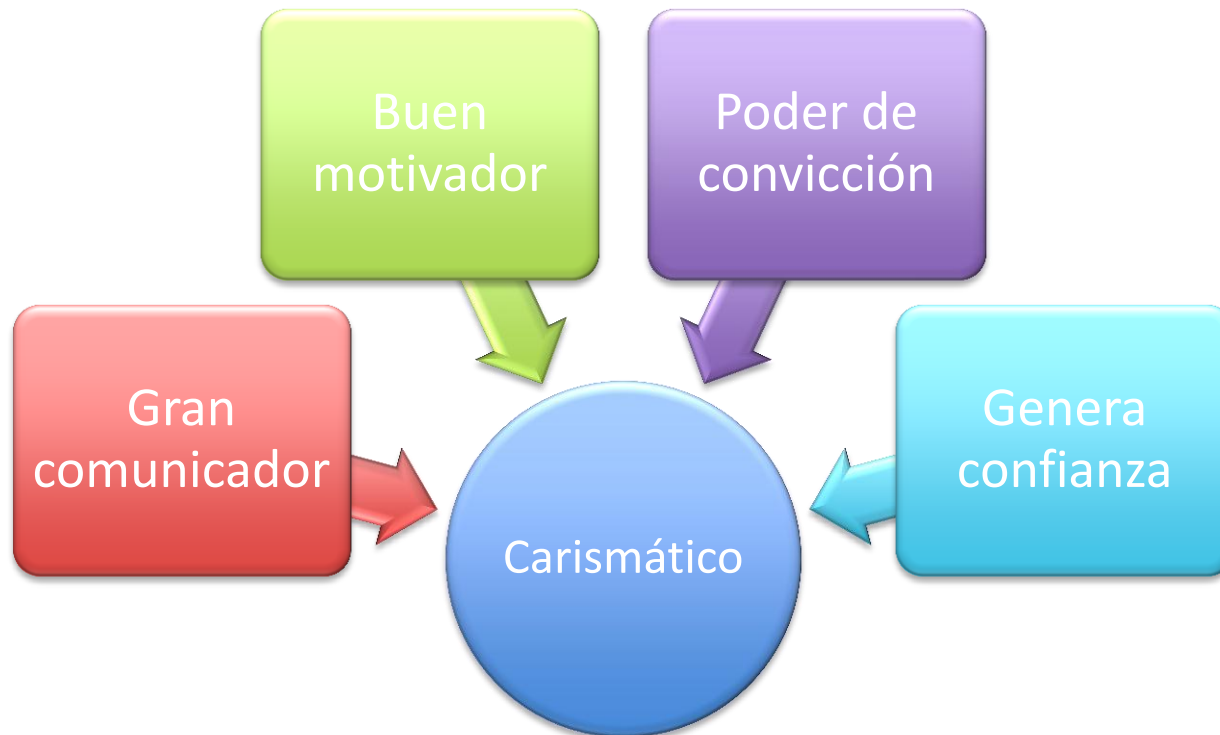 Buen
motivador
Poder de
convicción
Gran
comunicador
Genera
confianza
Carismático